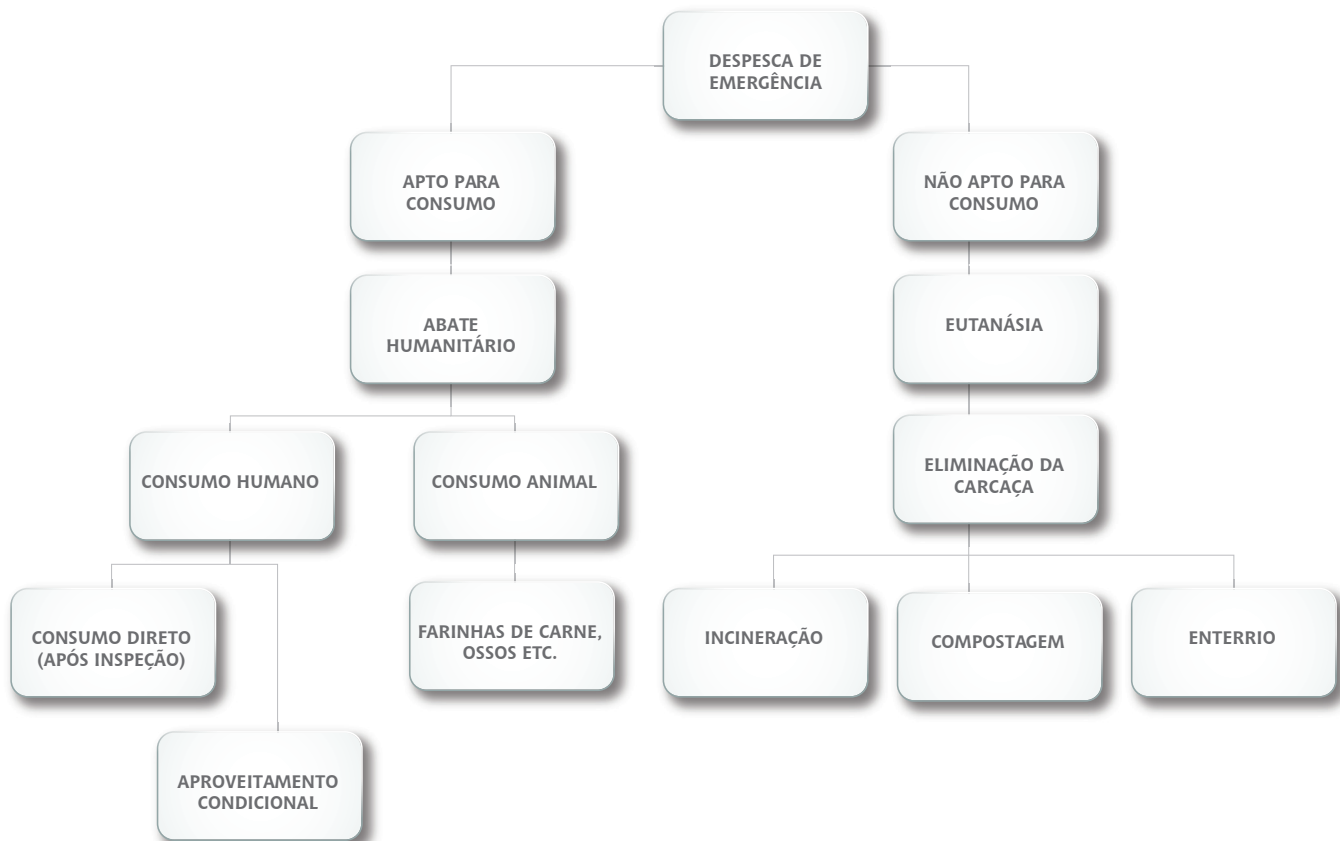 DESPESCA DE
EMERGÊNCIA
APTO PARA
CONSUMO
NÃO APTO PARA
CONSUMO
ABATE
HUMANITÁRIO
EUTANÁSIA
CONSUMO HUMANO
CONSUMO ANIMAL
ELIMINAÇÃO DA
CARCAÇA
CONSUMO DIRETO
(APÓS INSPEÇÃO)
FARINHAS DE CARNE,
OSSOS ETC.
INCINERAÇÃO
COMPOSTAGEM
ENTERRIO
APROVEITAMENTO
CONDICIONAL